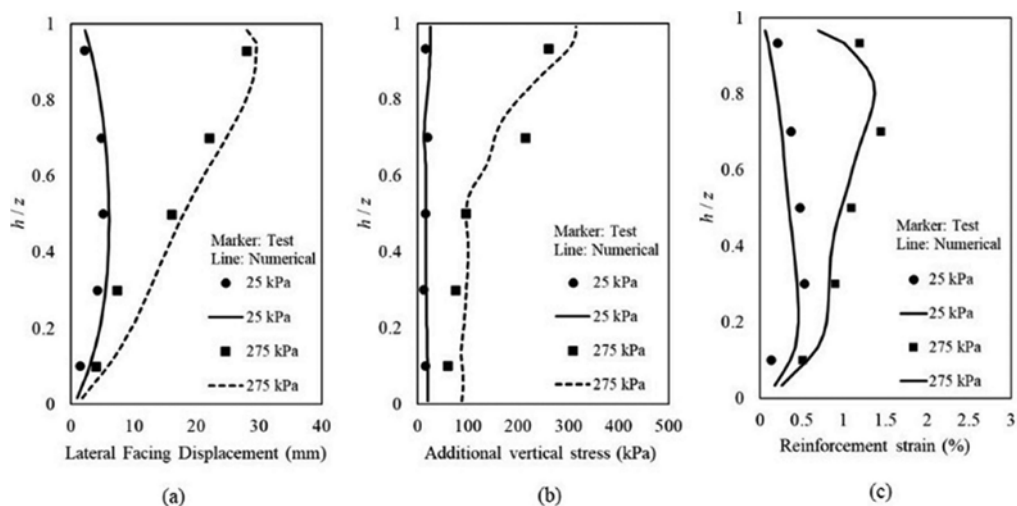 1
0.8
0.6
0.4
0.2
0
h / z
Marker: Test
Line: Numerical
25 kPa
25 kPa
275 kPa
275 kPa
0 10 20 30 40
Lateral Facing Displacement (mm)
(a)
1
0.8
0.6
0.4
0.2
0
h / z
Marker: Test
Line: Numerical
25 kPa
25 kPa
275 kPa
275 kPa
0 100 200 300 400 500
Additional vertical stress (kPa)
(b)
1
0.8
0.6
0.4
0.2
0
h / z
Marker: Test
Line: Numerical
25 kPa
25 kPa
275 kPa
275 kPa
0 0.5 1 1.5 2 2.5 3
Reinforcement strain (%)
(c)